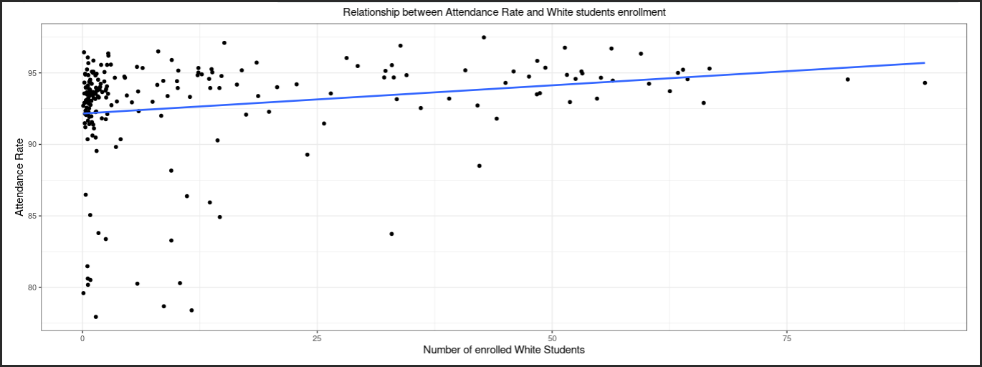 Relationship between Attendance Rate and White students enrollment
95
90
85
80
Attendance Rate
0 25 50 75
Number of enrolled White Students